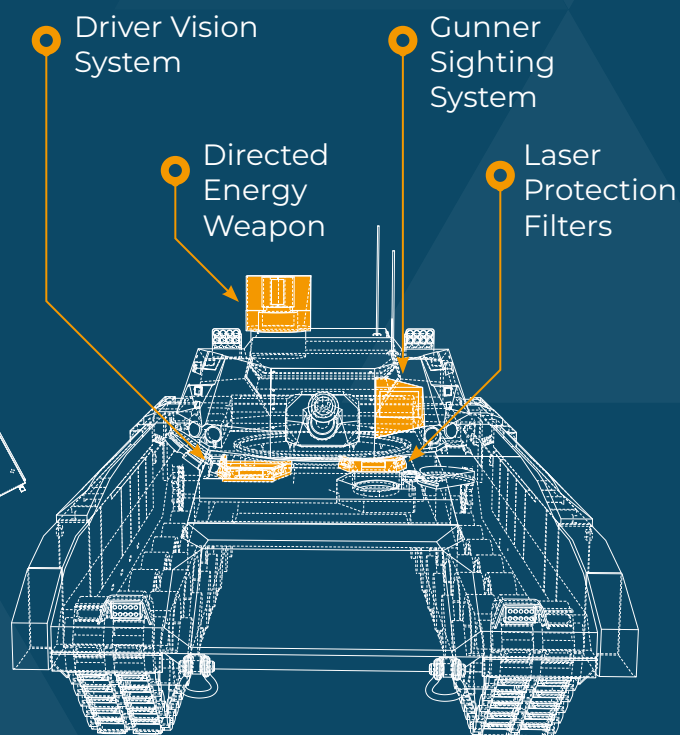 Driver Vision
System
Gunner
Sighting
System
Directed
Energy
Weapon
Laser
Protection
Filters